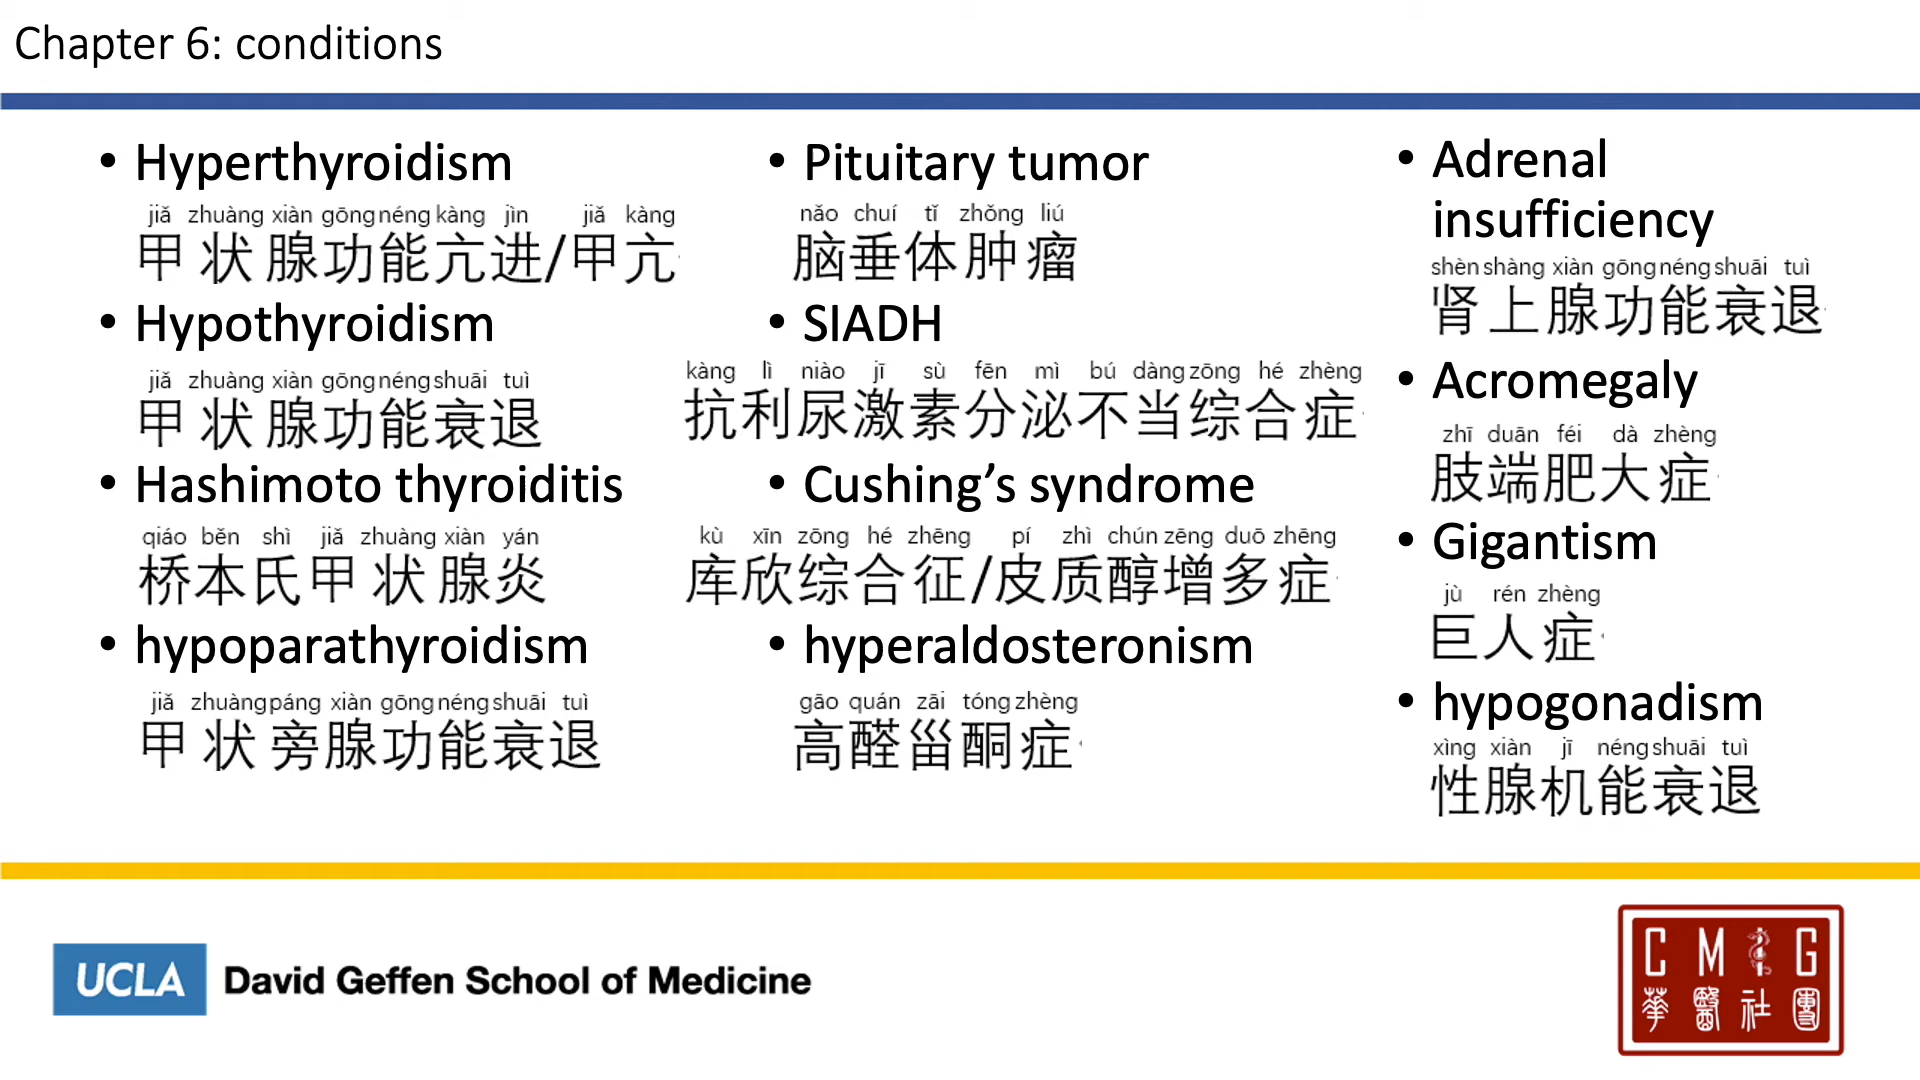 Chapter 6: conditions
• Hyperthyroidism
jiǎ zhuàng xiàn gōng néng kàng jìn jiǎ kàng
甲状腺功能亢进/甲亢
• Hypothyroidism
jiǎ zhuàng xiàn gōng néng shuāi tuì
甲状腺功能衰退
• Hashimoto thyroiditis
qiáo běn shì jiǎ zhuàng xiàn yán
桥本氏甲状腺炎
• hypoparathyroidism
jiǎ zhuàng páng xiàn gōng néng shuāi tuì
甲状旁腺功能衰退
• Pituitary tumor
nǎo chuí tǐ zhǒng liú
脑垂体肿瘤
• SIADH
kàng lì niào jī sù fēn mì bú dàng zōng hé zhèng
抗利尿激素分泌不当综合症
• Cushing’s syndrome
kù xīn zōng hé zhēng pí zhì chún zēng duō zhēng
库欣综合征/皮质醇增多症
• hyperaldosteronism
gāo quán zāi tóng zhèng
高醛甾酮症
• Adrenal
insufficiency
shèn shàng xiàn gōng néng shuāi tuì
肾上腺功能衰退
• Acromegaly
zhī duān féi dà zhèng
肢端肥大症
• Gigantism
jù rén zhèng
巨人症
• hypogonadism
xìng xiàn jī néng shuāi tuì
性腺机能衰退
UCLA David Geffen School of Medicine
C M G
華醫社團